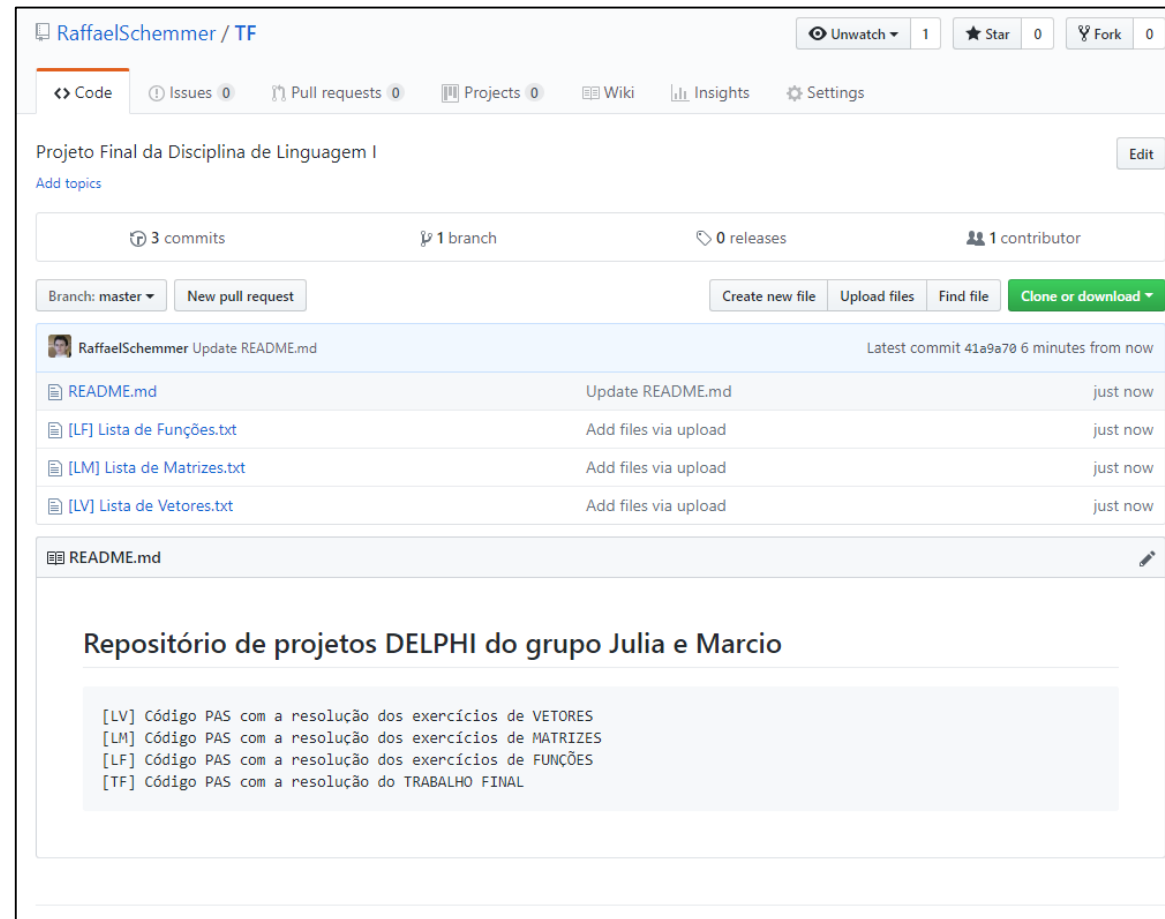 RaffaelSchemmer / TF
Unwatch 1 Star 0 Fork 0
Code Issues 0 Pull requests 0 Projects 0 Wiki Insights Settings
Projeto Final da Disciplina de Linguagem I Edit
Add topics
3 commits 1 branch 0 releases 1 contributor
Branch: master New pull request Create new file Upload files Find file Clone or download
RaffaelSchemmer Update README.md Latest commit 41a9a70 6 minutes from now
README.md Update README.md just now
[LF] Lista de Funções.txt Add files via upload just now
[LM] Lista de Matrizes.txt Add files via upload just now
[LV] Lista de Vetores.txt Add files via upload just now
README.md
Repositório de projetos DELPHI do grupo Julia e Marcio
[LV] Código PAS com a resolução dos exercícios de VETORES
[LM] Código PAS com a resolução dos exercícios de MATRIZES
[LF] Código PAS com a resolução dos exercícios de FUNÇÕES
[TF] Código PAS com a resolução do TRABALHO FINAL